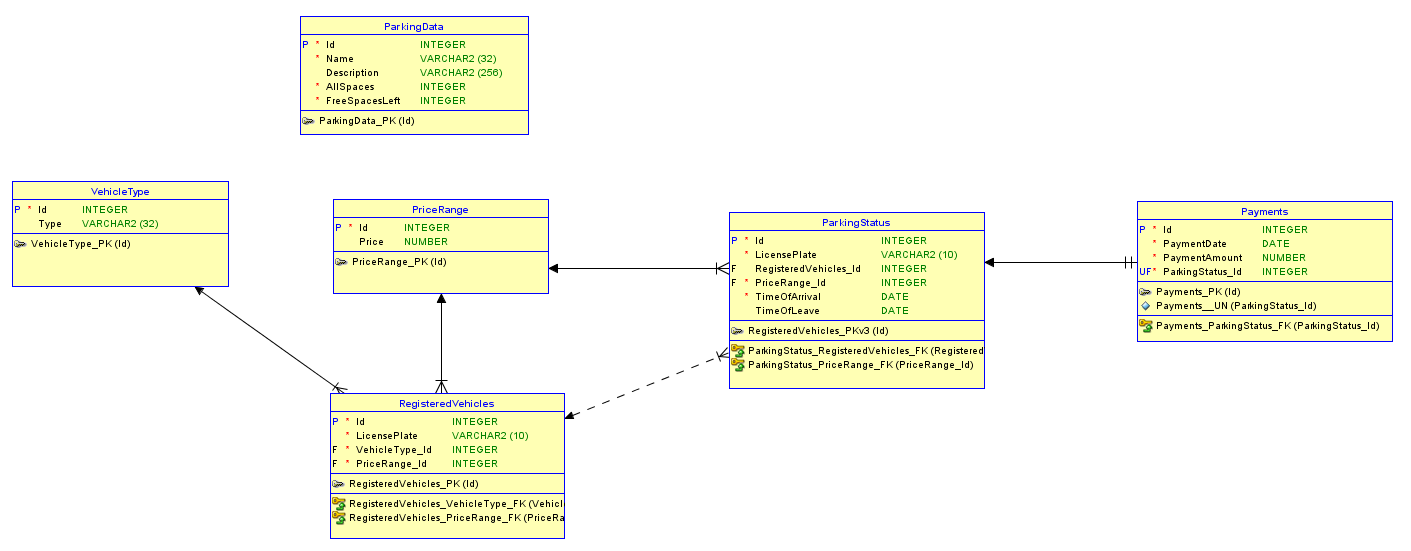 ParkingData
P * Id INTEGER
* Name VARCHAR2 (32)
Description VARCHAR2 (256)
* AllSpaces INTEGER
* FreeSpacesLeft INTEGER
ParkingData_PK (Id)
VehicleType
P * Id INTEGER
Type VARCHAR2 (32)
VehicleType_PK (Id)
PriceRange
P * Id INTEGER
Price NUMBER
PriceRange_PK (Id)
ParkingStatus
P * Id INTEGER
* LicensePlate VARCHAR2 (10)
F RegisteredVehicles_Id INTEGER
F * PriceRange_Id INTEGER
* TimeOfArrival DATE
TimeOfLeave DATE
RegisteredVehicles_PKv3 (Id)
ParkingStatus_RegisteredVehicles_FK (Registered
ParkingStatus_PriceRange_FK (PriceRange_Id)
Payments
P * Id INTEGER
* PaymentDate DATE
* PaymentAmount NUMBER
UF * ParkingStatus_Id INTEGER
Payments_PK (Id)
Payments__UN (ParkingStatus_Id)
Payments_ParkingStatus_FK (ParkingStatus_Id)
RegisteredVehicles
P * Id INTEGER
* LicensePlate VARCHAR2 (10)
F * VehicleType_Id INTEGER
F * PriceRange_Id INTEGER
RegisteredVehicles_PK (Id)
RegisteredVehicles_VehicleType_FK (Vehicl
RegisteredVehicles_PriceRange_FK (PriceRa